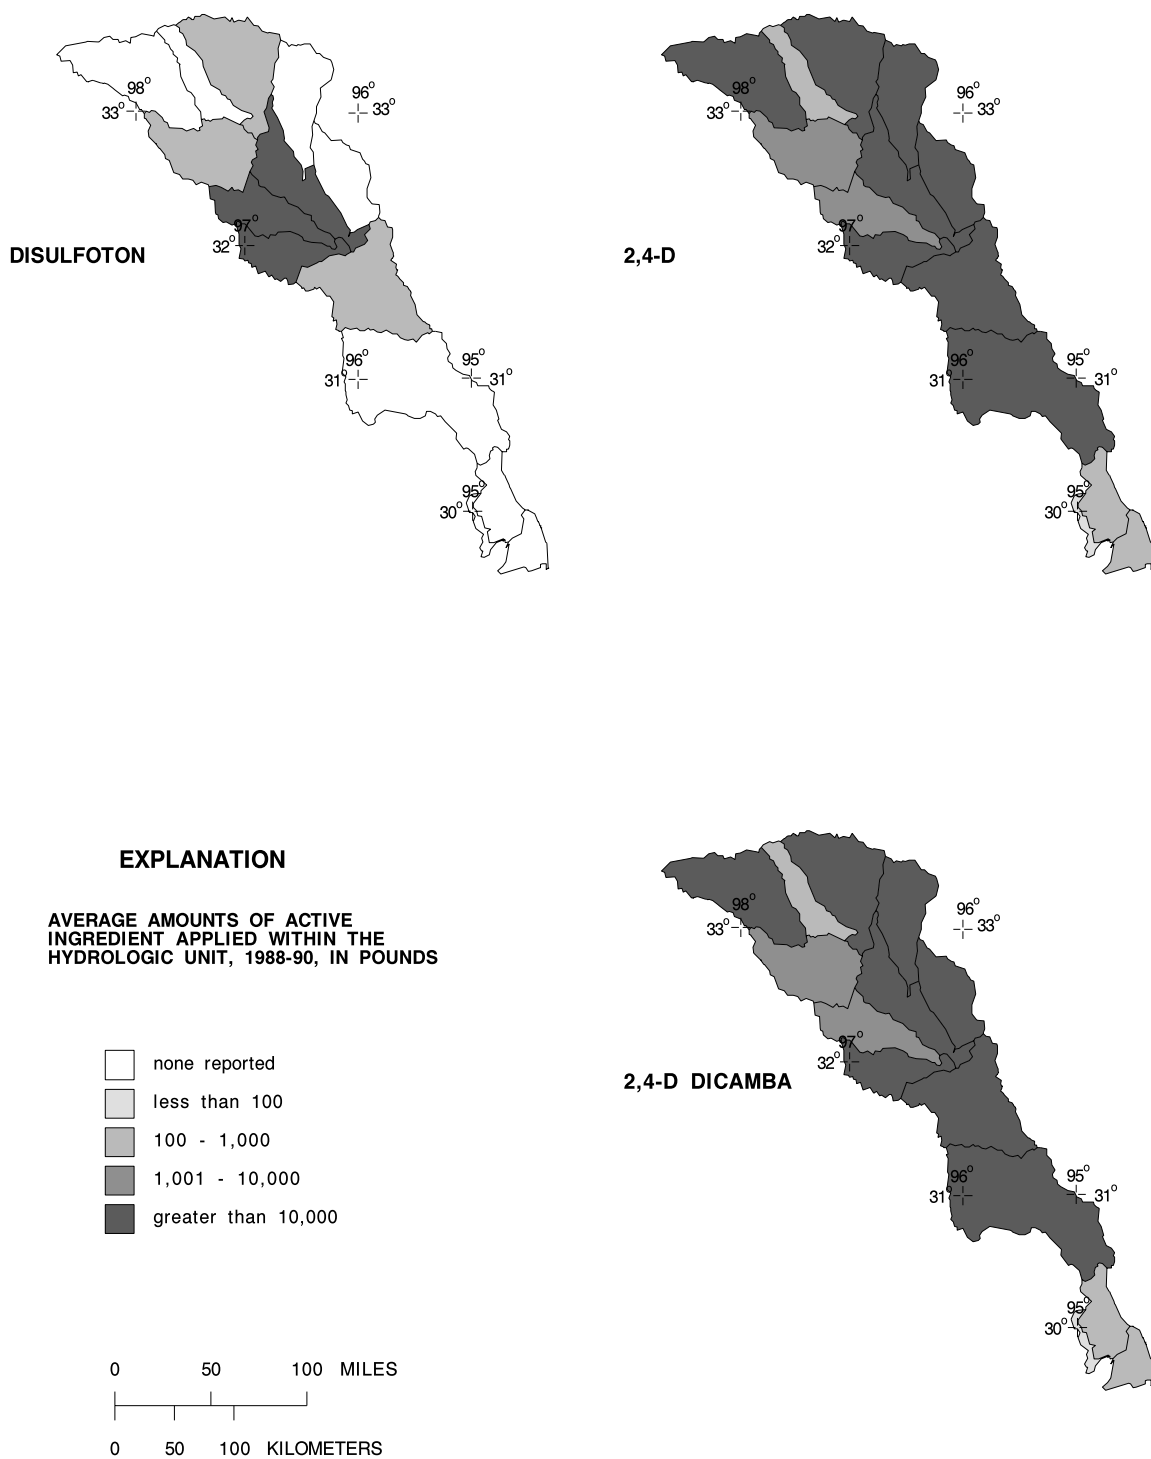 98°
33°
96°
33°
97°
32°
DISULFOTON
96°
31°
95°
31°
95°
30°
98°
33°
96°
33°
97°
32°
2,4-D
96°
31°
95°
31°
95°
30°
EXPLANATION
AVERAGE AMOUNTS OF ACTIVE
INGREDIENT APPLIED WITHIN THE
HYDROLOGIC UNIT, 1988-90, IN POUNDS
none reported
less than 100
100 - 1,000
1,001 - 10,000
greater than 10,000
98°
33°
96°
33°
97°
32°
2,4-D DICAMBA
96°
31°
95°
31°
95°
30°
0 50 100 MILES
0 50 100 KILOMETERS